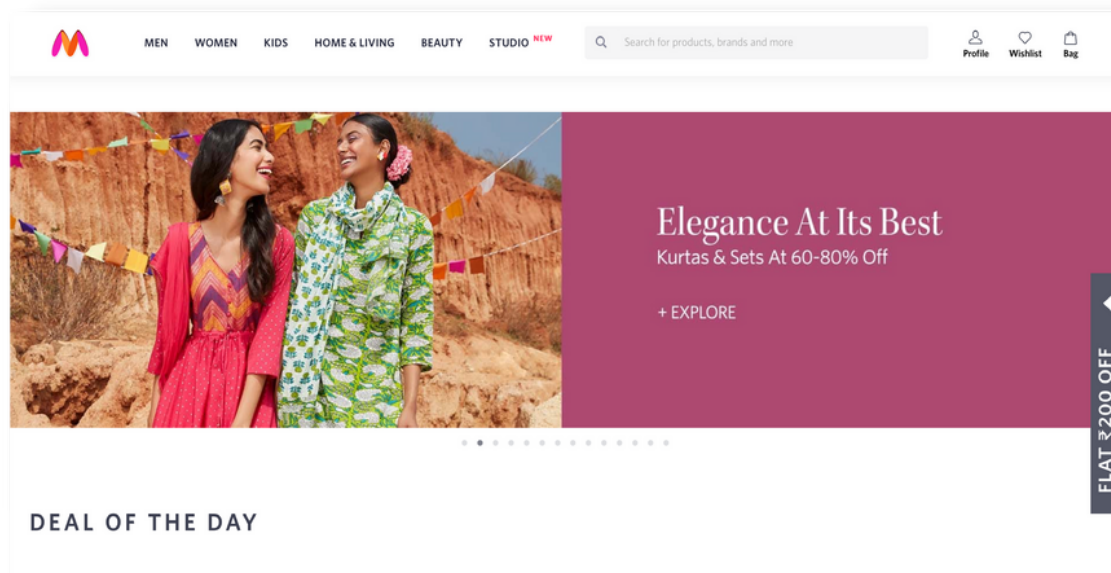 MEN WOMEN KIDS HOME & LIVING BEAUTY STUDIO NEW Search for products, brands and more Profile Wishlist Bag
Elegance At Its Best
Kurtas & Sets At 60-80% Off
+ EXPLORE
FLAT ₹200 OFF
DEAL OF THE DAY